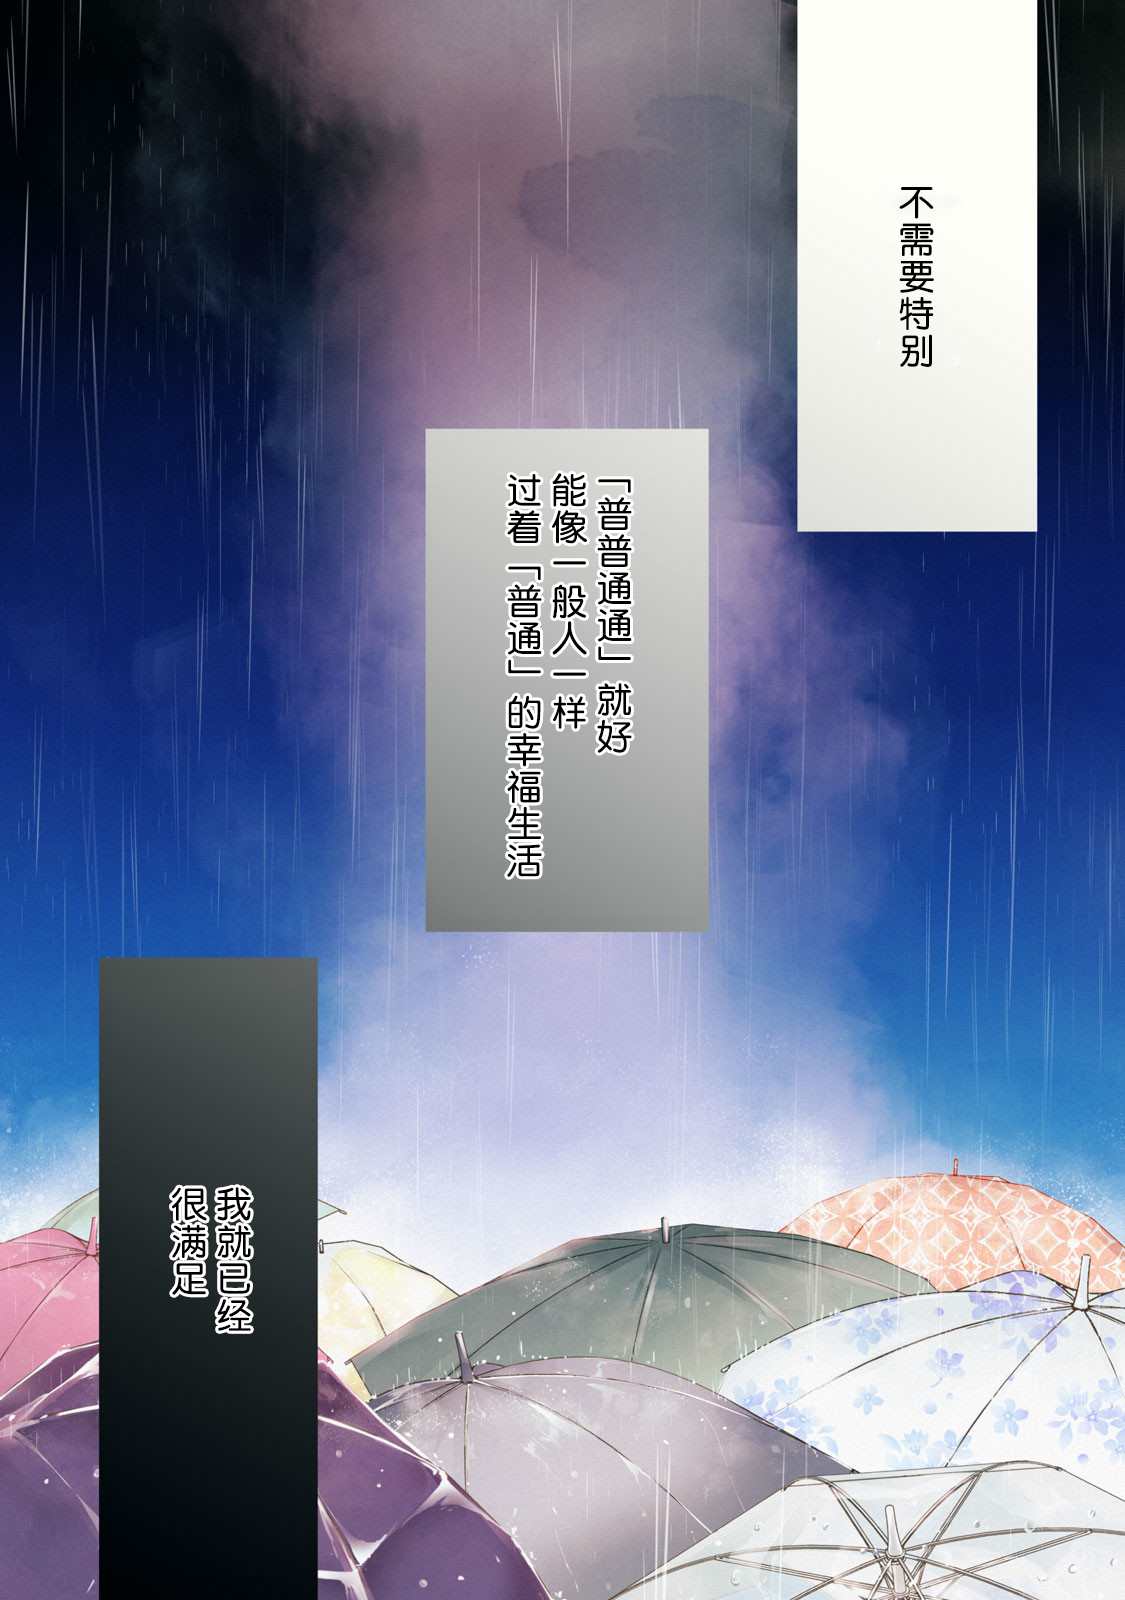 不需要特别
「普普通通」就好
能像一般人一样
过着「普通」的幸福生活
我就已经
很满足